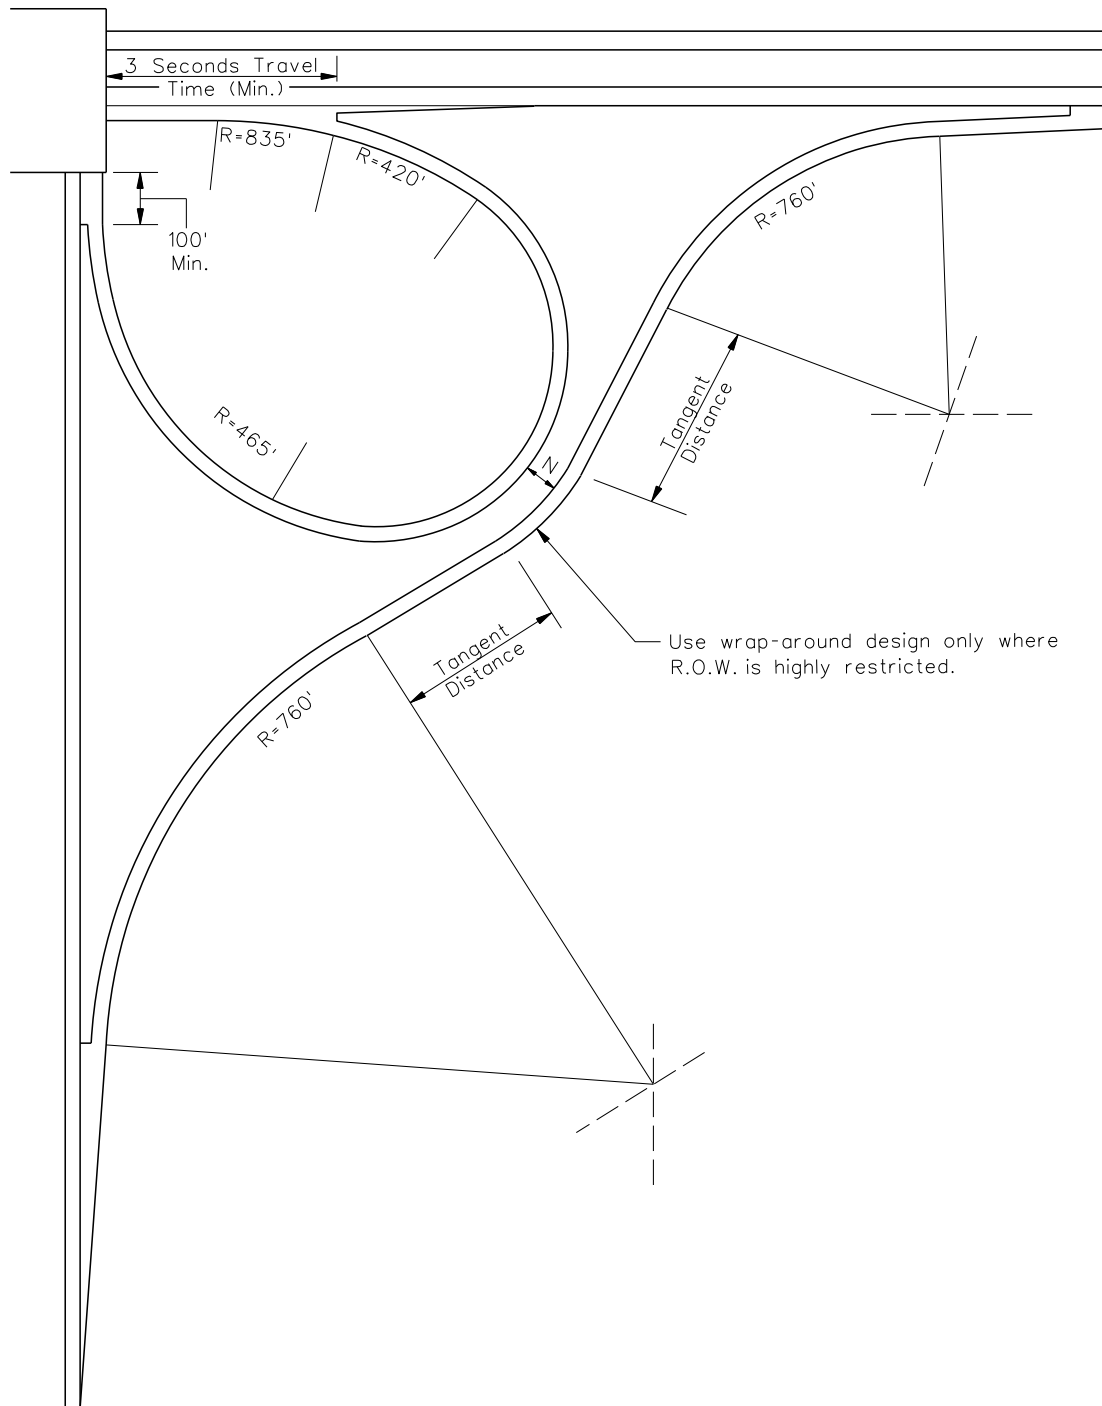 3 Seconds Travel
Time (Min.)
R=835'
R=420'
R=760'
100'
Min.
R=465'
Tangent
Distance
N
Use wrap-around design only where
R.O.W. is highly restricted.
Tangent
Distance
R=760'